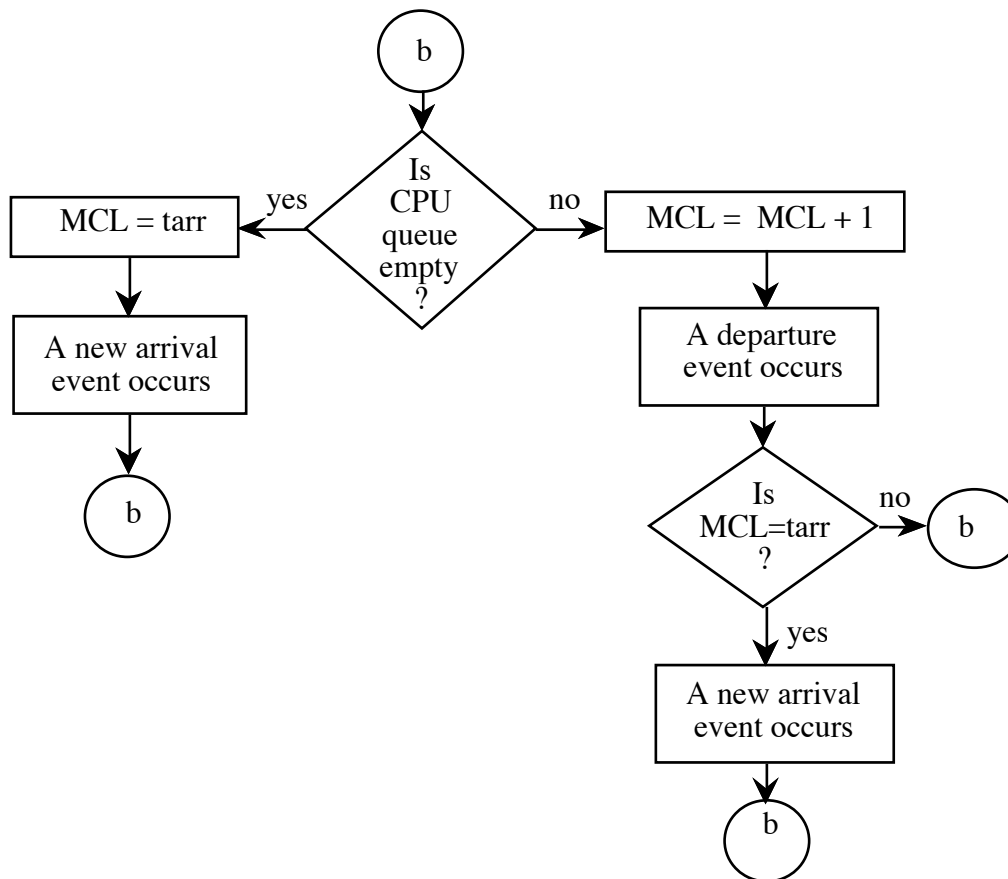 b
Is
CPU
queue
empty
?
yes
no
MCL = tarr
MCL =  MCL + 1
A new arrival
event occurs
A departure
event occurs
b
Is
MCL=tarr
?
no
b
yes
A new arrival
event occurs
b